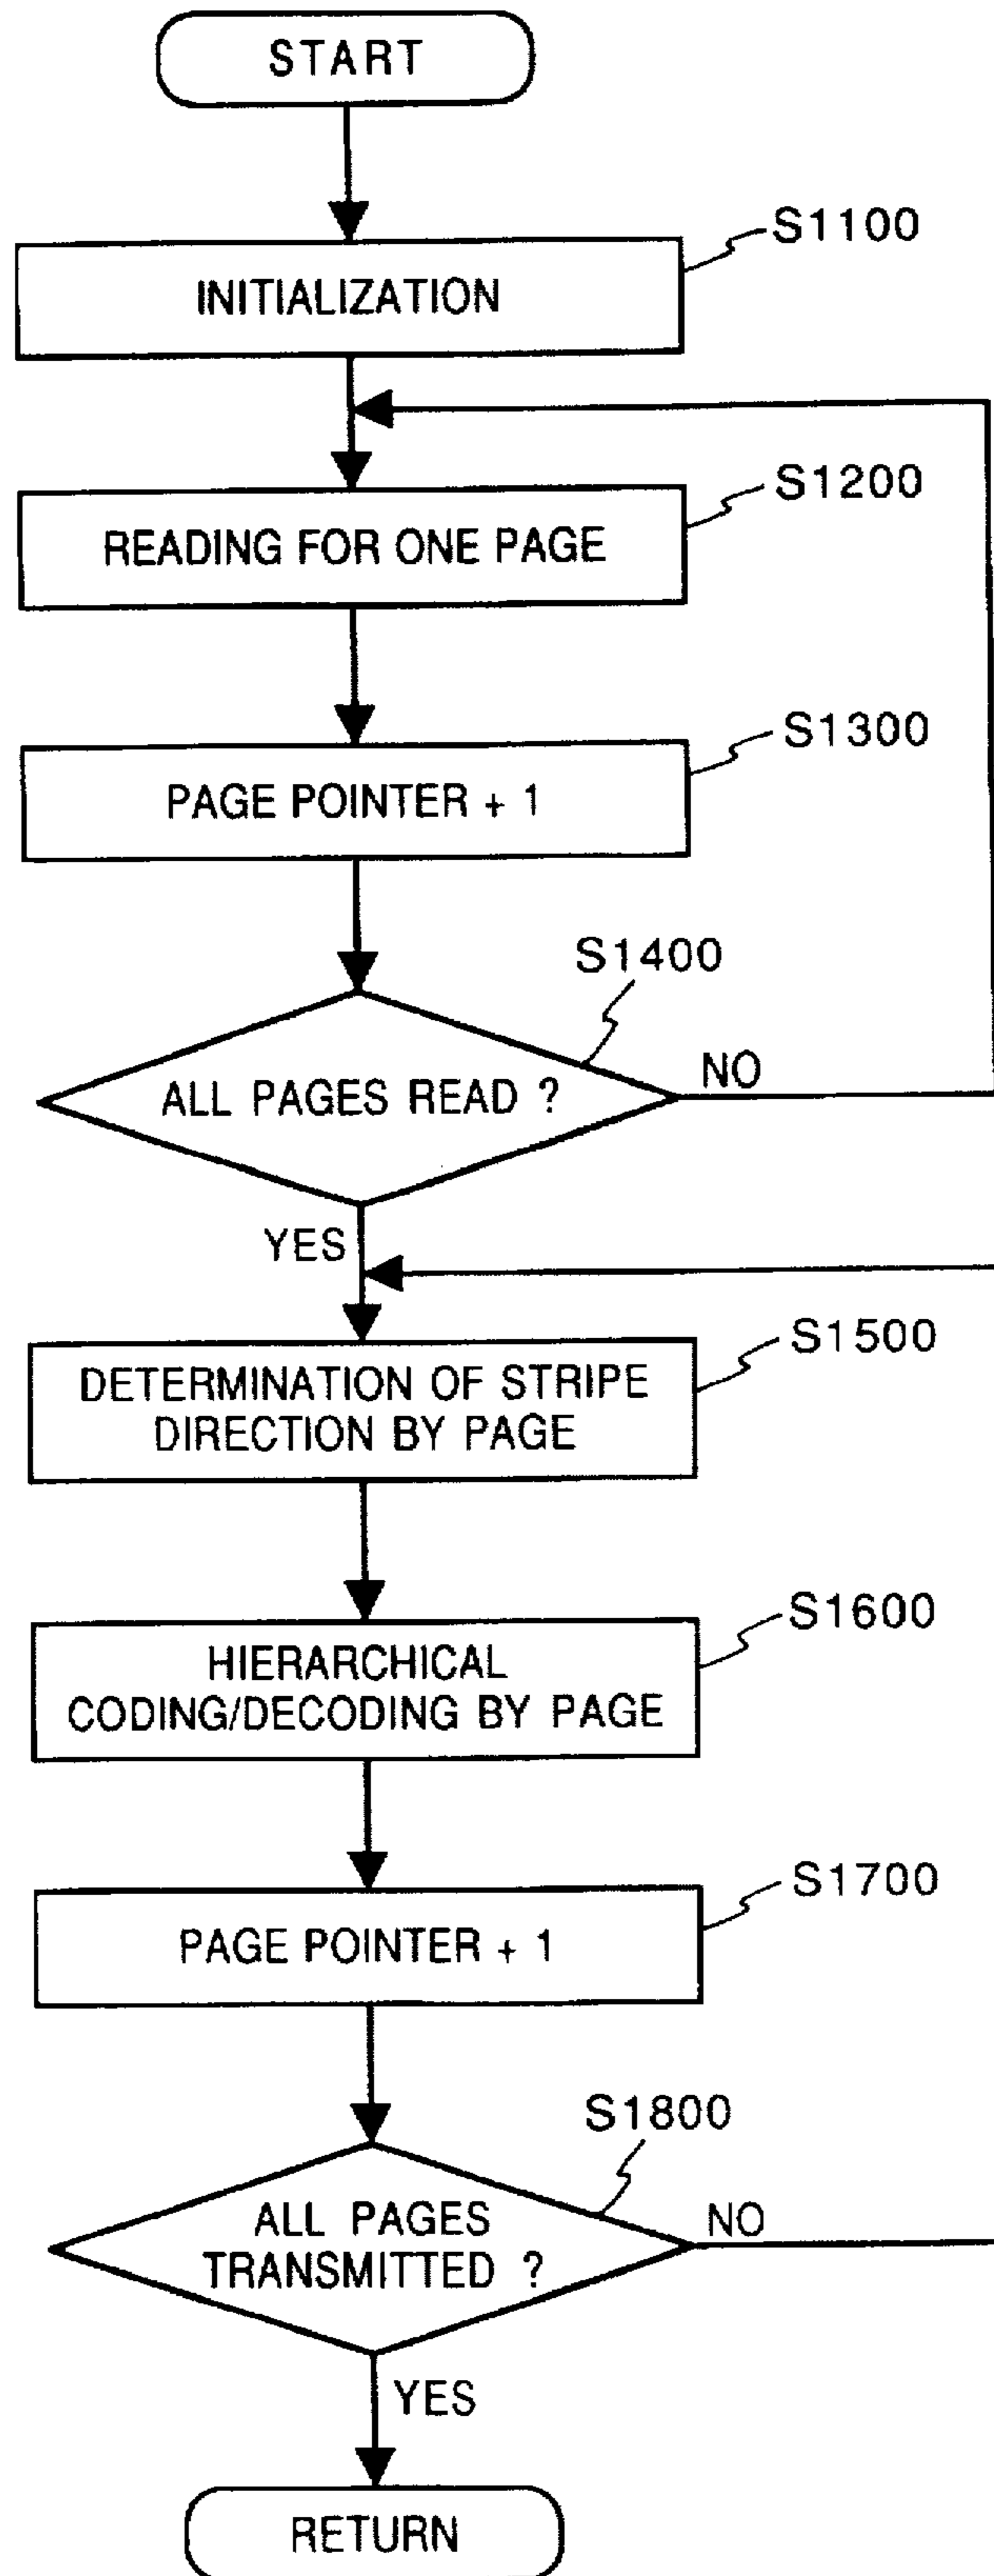 START
S1100
INITIALIZATION
S1200
READING FOR ONE PAGE
S1300
PAGE POINTER + 1
S1400
ALL PAGES READ ?
NO
YES
S1500
DETERMINATION OF STRIPE
DIRECTION BY PAGE
S1600
HIERARCHICAL
CODING/DECODING BY PAGE
S1700
PAGE POINTER + 1
S1800
ALL PAGES
TRANSMITTED ?
NO
YES
RETURN